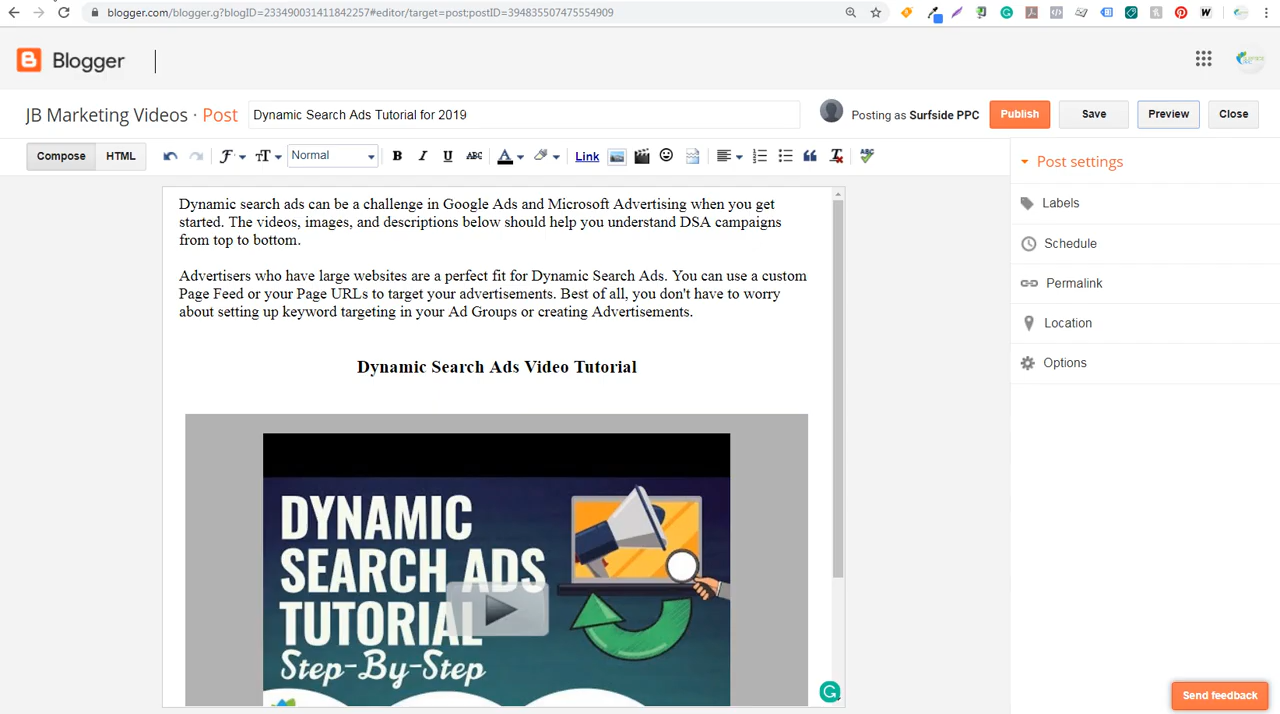 blogger.com/blogger.g?blogID=233490031411842257#editor/target=post;postID=394835507475554909
Blogger
JB Marketing Videos · Post
Dynamic Search Ads Tutorial for 2019
Posting as Surfside PPC
Publish
Save
Preview
Close
Compose
HTML
Normal
B
I
U
ABC
A
Link
Post settings
Labels
Schedule
Permalink
Location
Options
Dynamic search ads can be a challenge in Google Ads and Microsoft Advertising when you get
started. The videos, images, and descriptions below should help you understand DSA campaigns
from top to bottom.
Advertisers who have large websites are a perfect fit for Dynamic Search Ads. You can use a custom
Page Feed or your Page URLs to target your advertisements. Best of all, you don't have to worry
about setting up keyword targeting in your Ad Groups or creating Advertisements.
Dynamic Search Ads Video Tutorial
DYNAMIC
SEARCH ADS
TUTORIAL
Step-By-Step
Send feedback